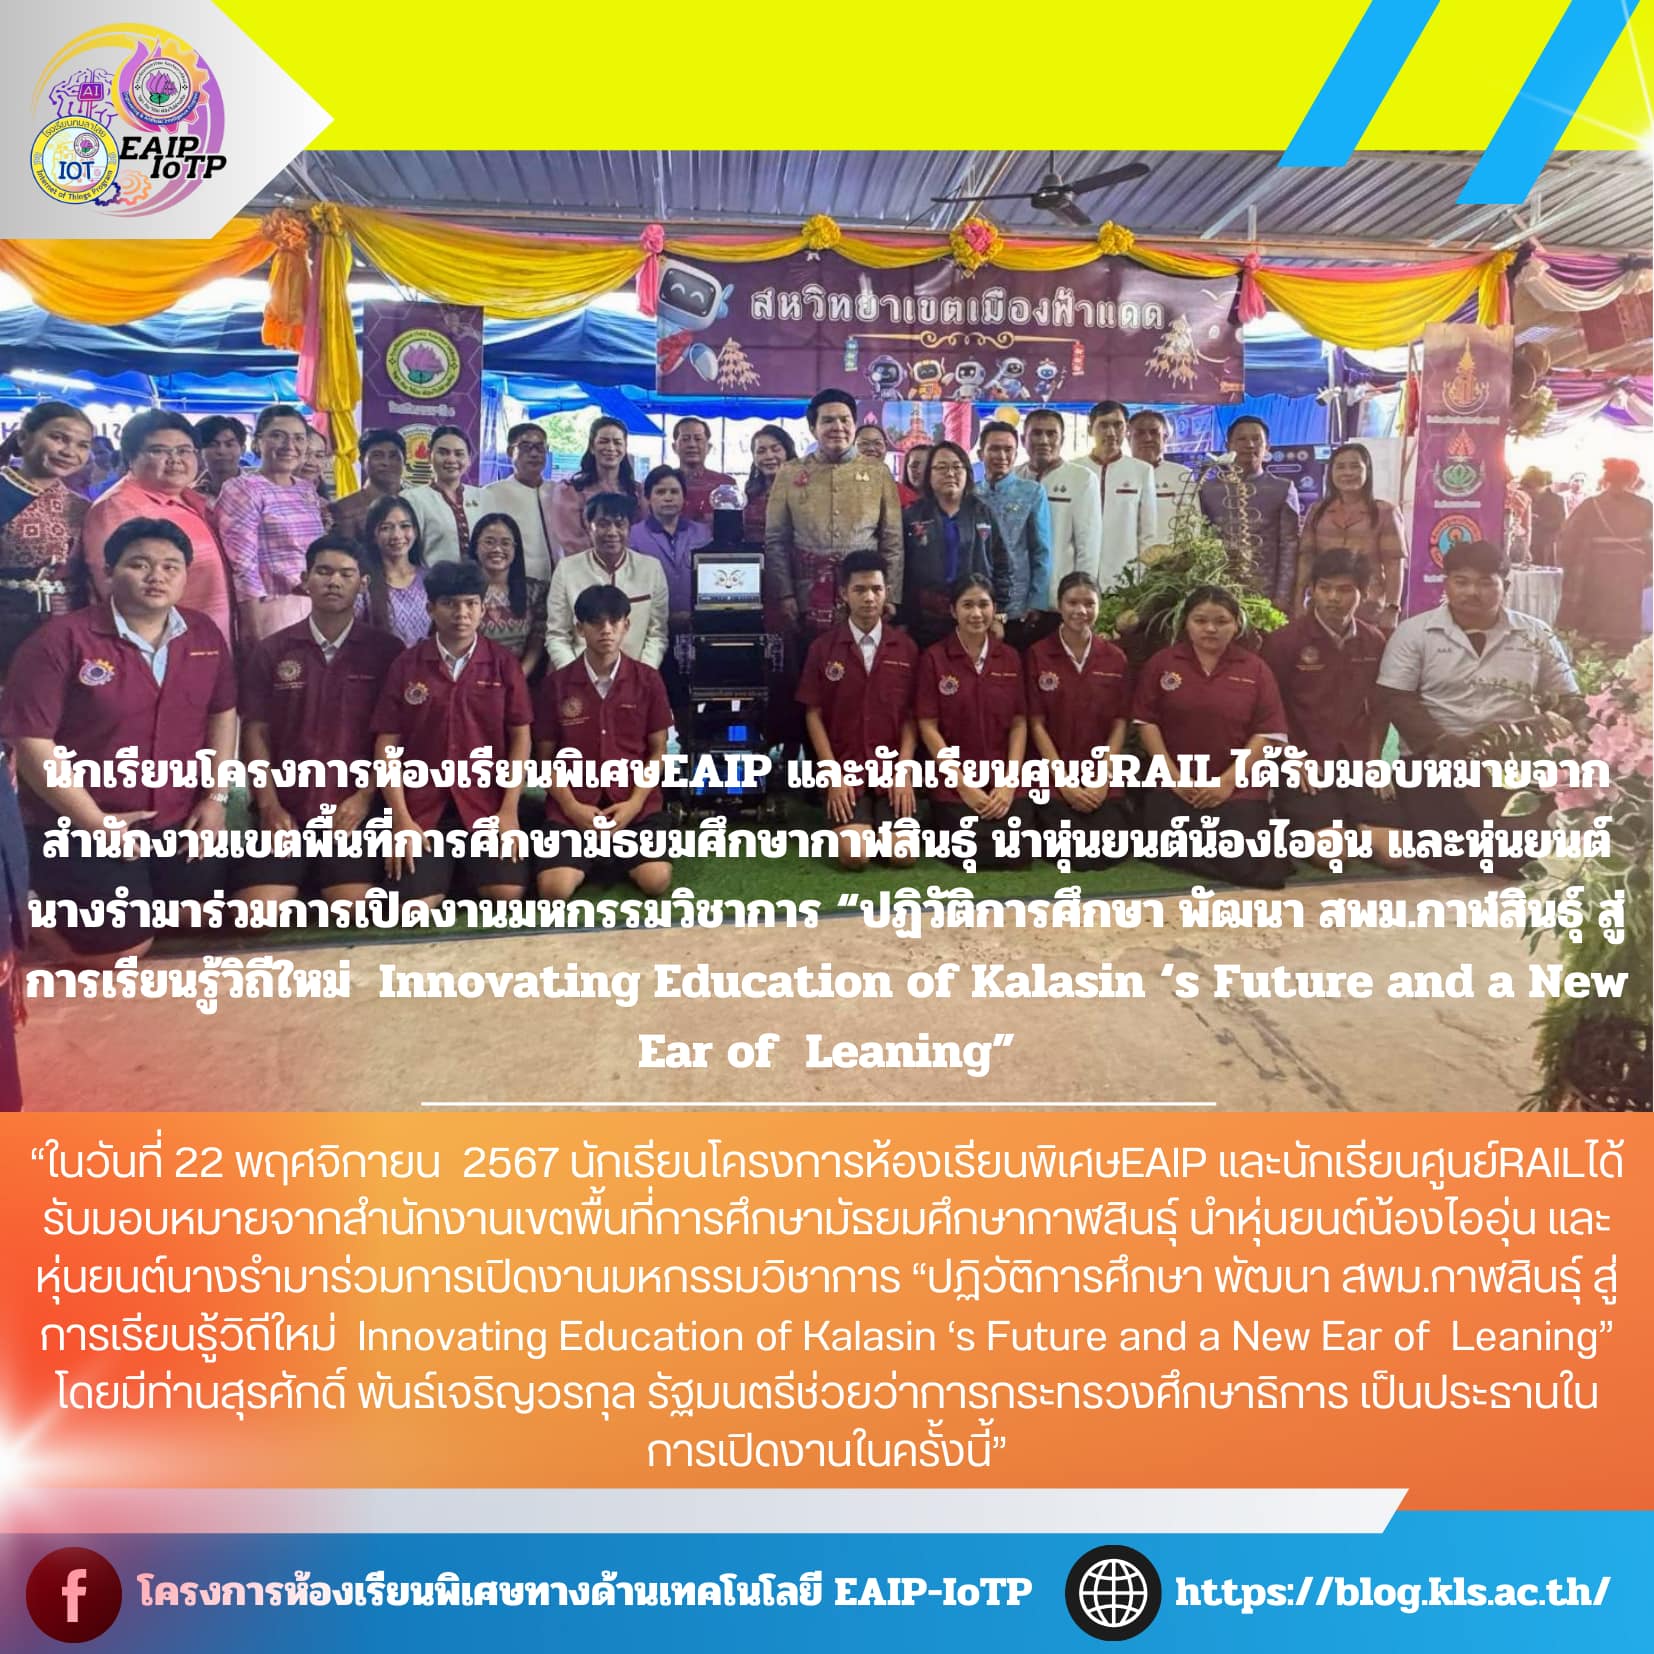 AI
โรงเรียนกมลาไสย
IOT
Internet of Things Program
EAIP
IoTP
สหวิทยาเขตเมืองฟ้าแดด
นักเรียนโครงการห้องเรียนพิเศษEAIP และนักเรียนศูนย์RAIL ได้รับมอบหมายจาก
สำนักงานเขตพื้นที่การศึกษามัธยมศึกษากาฬสินธุ์ นำหุ่นยนต์น้องไออุ่น และหุ่นยนต์
นางรำมาร่วมการเปิดงานมหกรรมวิชาการ “ปฏิวัติการศึกษา พัฒนา สพม.กาฬสินธุ์ สู่
การเรียนรู้วิถีใหม่ Innovating Education of Kalasin ‘s Future and a New
Ear of Leaning”
“ในวันที่ 22 พฤศจิกายน 2567 นักเรียนโครงการห้องเรียนพิเศษEAIP และนักเรียนศูนย์RAILได้
รับมอบหมายจากสำนักงานเขตพื้นที่การศึกษามัธยมศึกษากาฬสินธุ์ นำหุ่นยนต์น้องไออุ่น และ
หุ่นยนต์นางรำมาร่วมการเปิดงานมหกรรมวิชาการ “ปฏิวัติการศึกษา พัฒนา สพม.กาฬสินธุ์ สู่
การเรียนรู้วิถีใหม่ Innovating Education of Kalasin ‘s Future and a New Ear of Leaning”
โดยมีท่านสุรศักดิ์ พันธ์เจริญวรกุล รัฐมนตรีช่วยว่าการกระทรวงศึกษาธิการ เป็นประธานใน
การเปิดงานในครั้งนี้”
โครงการห้องเรียนพิเศษทางด้านเทคโนโลยี EAIP-IoTP
https://blog.kls.ac.th/